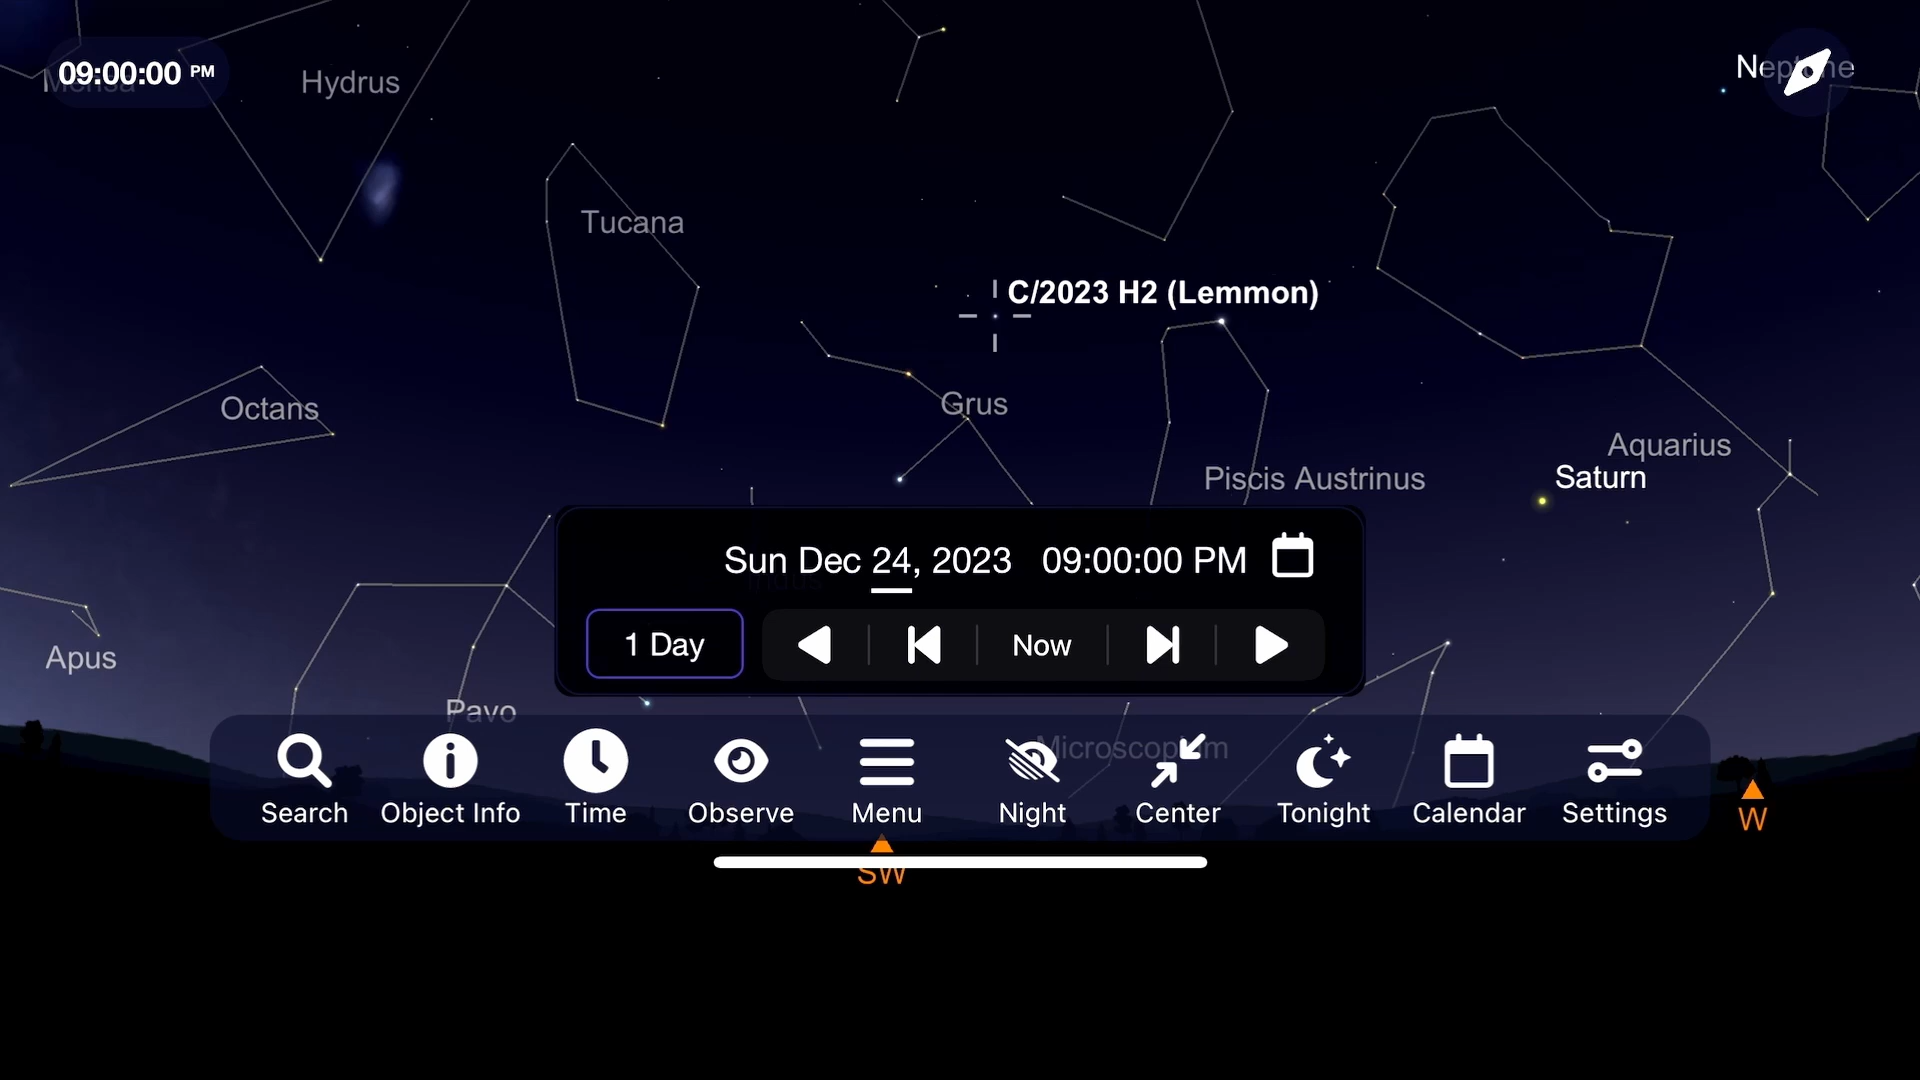 09:00:00 PM
Hydrus
Neptune
Tucana
C/2023 H2 (Lemmon)
Grus
Octans
Aquarius
Saturn
Piscis Austrinus
Sun Dec 24, 2023 09:00:00 PM
1 Day
Now
Apus
Pavo
Microscopium
Search
Object Info
Time
Observe
Menu
Night
Center
Tonight
Calendar
Settings
W
SW